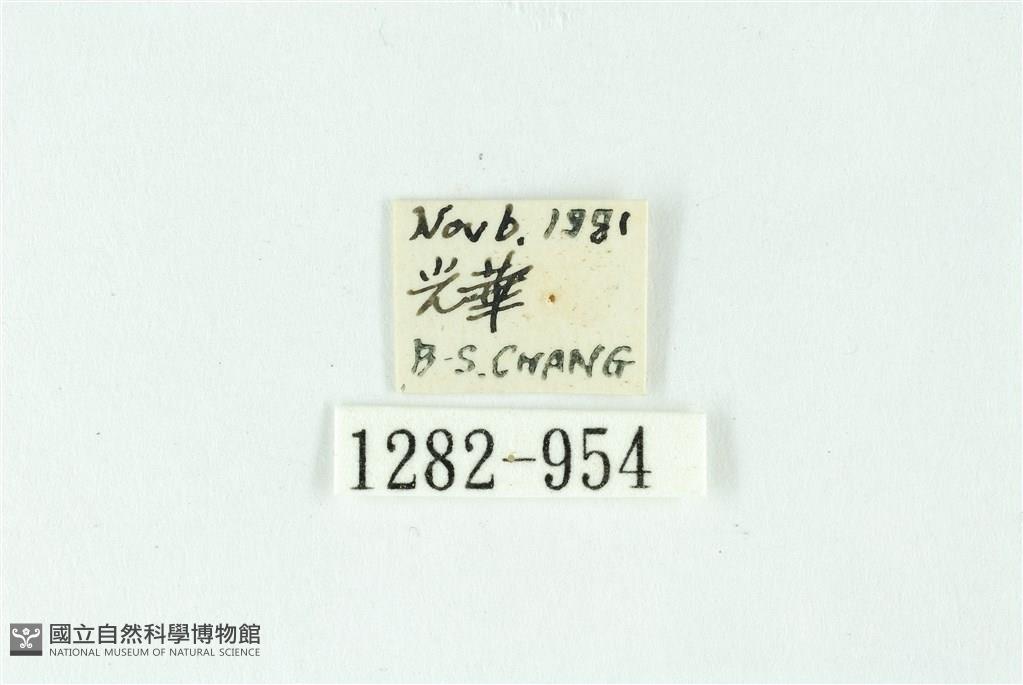 Nov 6. 1981
光華
B-S. CHANG
1282-954
國立自然科學博物館
NATIONAL MUSEUM OF NATURAL SCIENCE